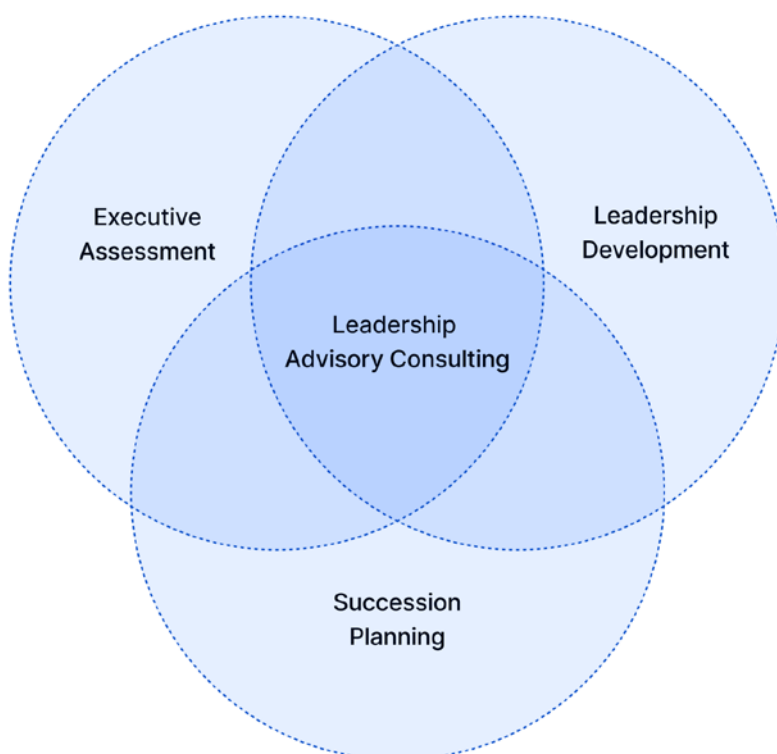 Executive
Assessment
Leadership
Development
Leadership
Advisory Consulting
Succession
Planning